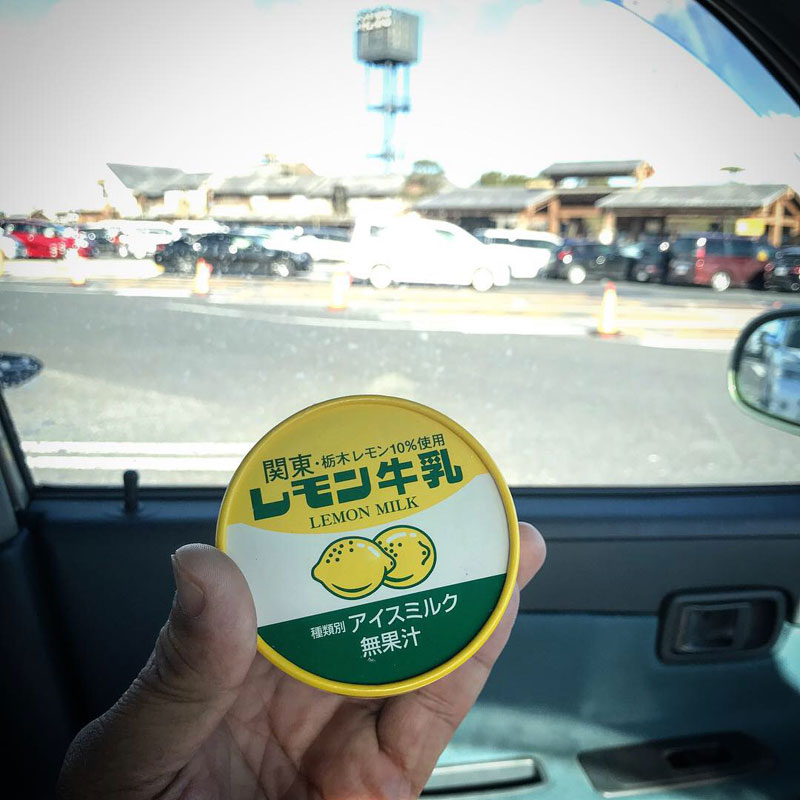 関東・栃木レモン10%使用
レモン牛乳
LEMON MILK
種類別 アイスミルク
無果汁